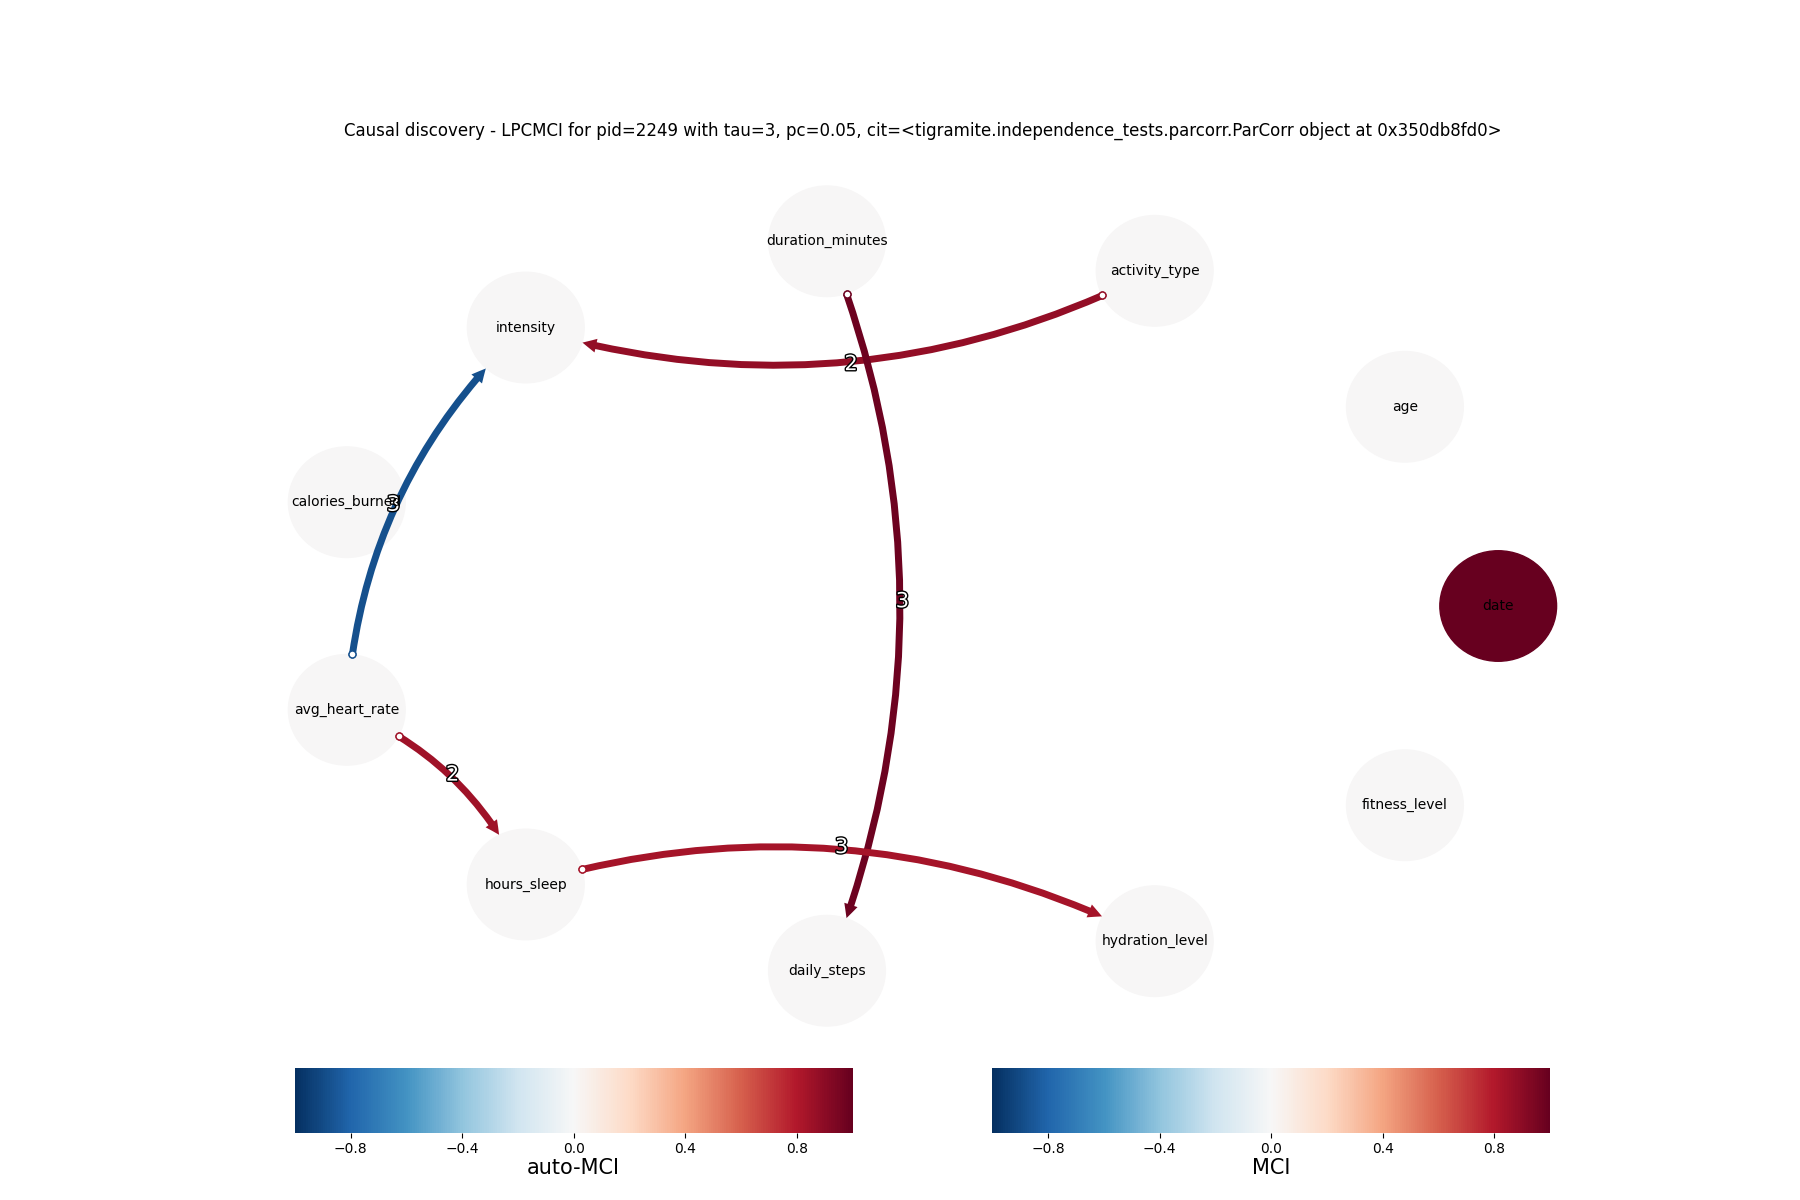 Causal discovery - LPCMCI for pid=2249 with tau=3, pc=0.05, cit=<tigramite.independence_tests.parcorr.ParCorr object at 0x350db8fd0>
duration_minutes
activity_type
intensity
2
age
calories_burned
3
3
date
avg_heart_rate
2
fitness_level
3
hours_sleep
hydration_level
daily_steps
−0.8 −0.4 0.0 0.4 0.8
auto-MCI
−0.8 −0.4 0.0 0.4 0.8
MCI